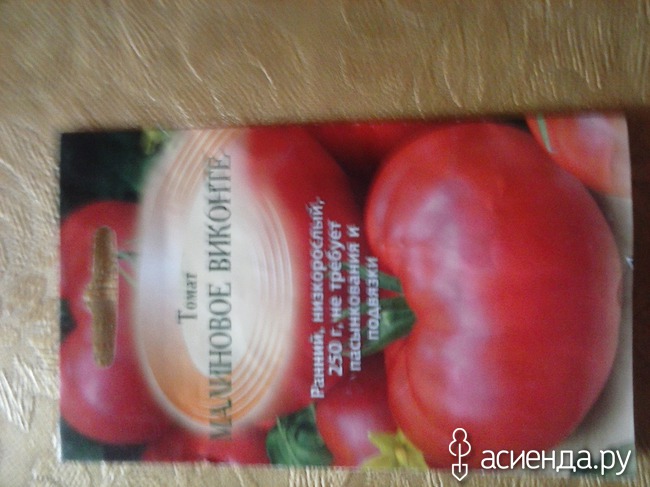 Томат
МАЛИНОВОЕ ВИКОНТЕ
Ранний, низкорослый,
250 г, не требует
пасынкования и
подвязки
асиенда.ру